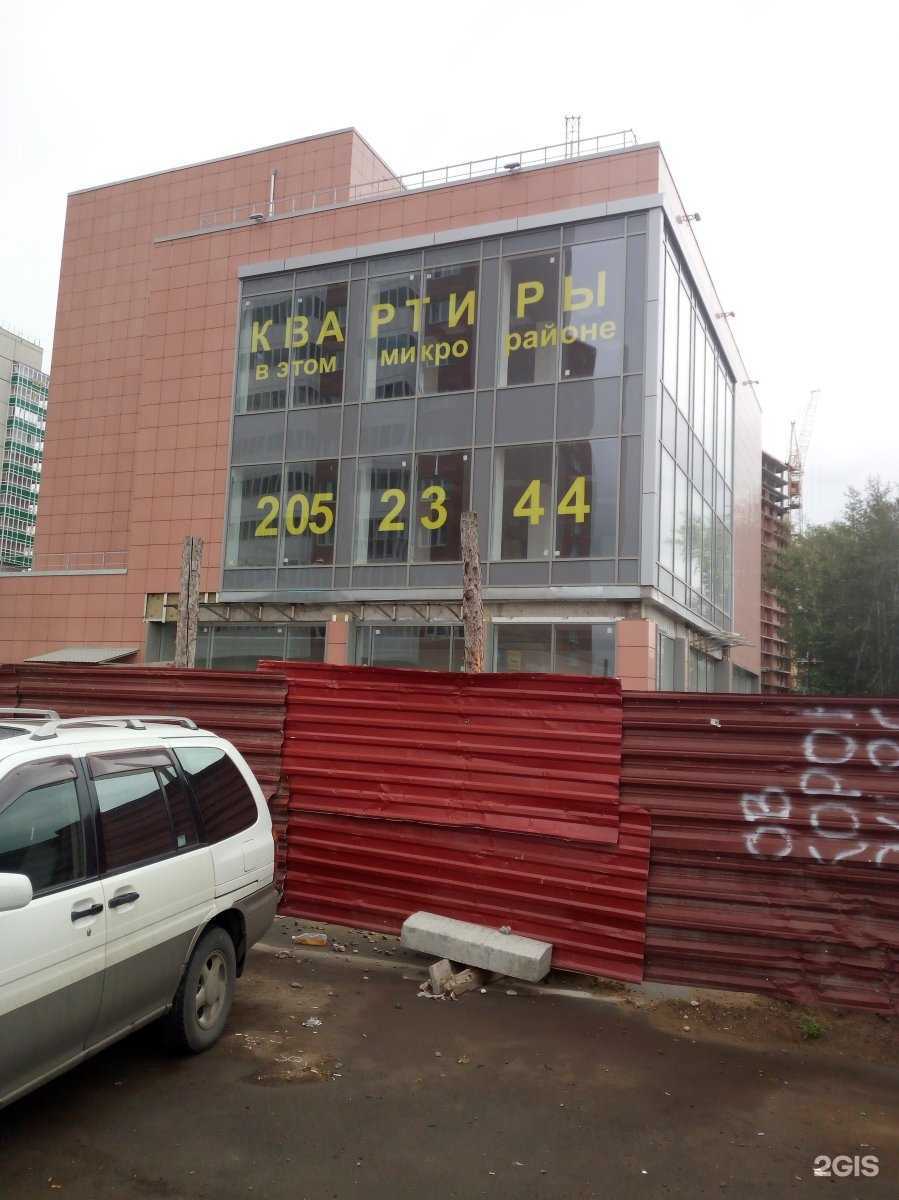 КВАРТИРЫ
в этом микро районе
205 23 44
2GIS